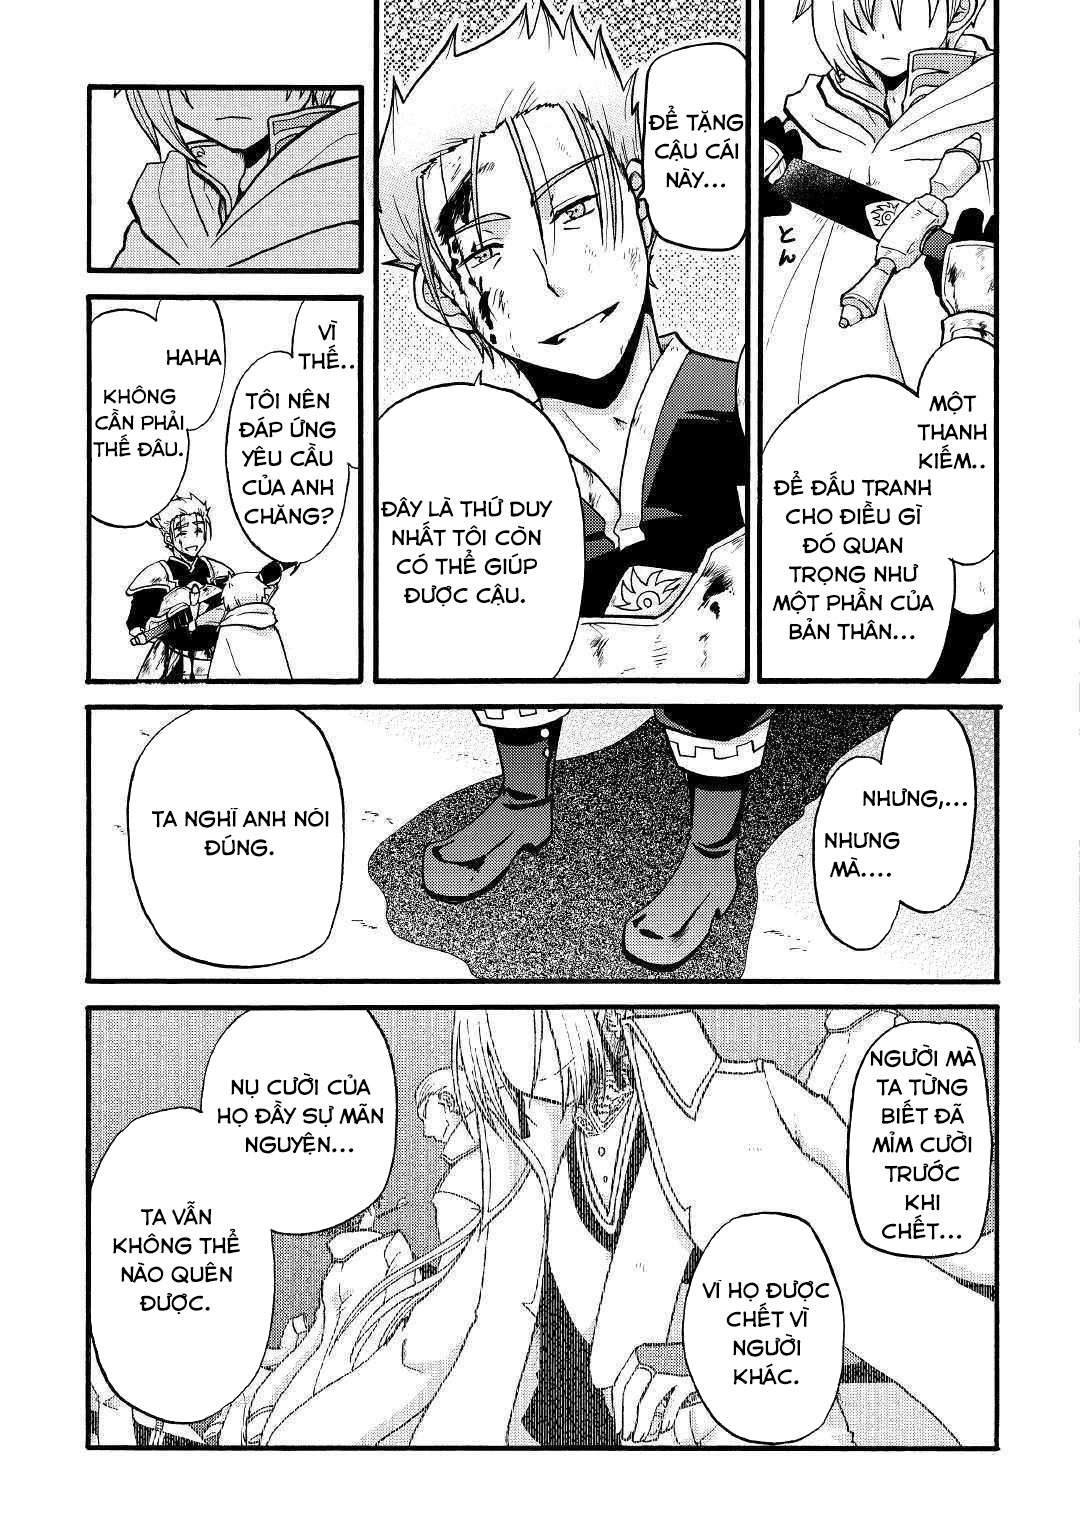 ĐỂ TẶNG
CẬU CÁI
NÀY...
とん
MỘT
THANH
KIẾM..
ĐỂ ĐẤU TRANH
CHO ĐIỀU GÌ
ĐÓ QUAN
TRỌNG NHƯ
MỘT PHẦN CỦA
BẢN THÂN...
ĐÂY LÀ THỨ DUY
NHẤT TÔI CÒN
CÓ THỂ GIÚP
ĐƯỢC CẬU.
VÌ
THẾ..
TÔI NÊN
ĐÁP ỨNG
YÊU CẦU
CỦA ANH
CHĂNG?
HAHA
KHÔNG
CẦN PHẢI
THẾ ĐÂU.
NHƯNG,...
NHƯNG
MÀ....
TA NGHĨ ANH NÓI
ĐÚNG.
NGƯỜI MÀ
TA TỪNG
BIẾT ĐÃ
MỈM CƯỜI
TRƯỚC
KHI
CHẾT...
VÌ HỌ ĐƯỢC
CHẾT VÌ
NGƯỜI
KHÁC.
NỤ CƯỜI CỦA
HỌ ĐẦY SỰ MÃN
NGUYỆN...
TA VẪN
KHÔNG THỂ
NÀO QUÊN
ĐƯỢC.